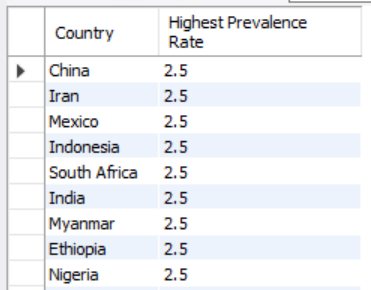 Country Highest Prevalence
Rate
China 2.5
Iran 2.5
Mexico 2.5
Indonesia 2.5
South Africa 2.5
India 2.5
Myanmar 2.5
Ethiopia 2.5
Nigeria 2.5